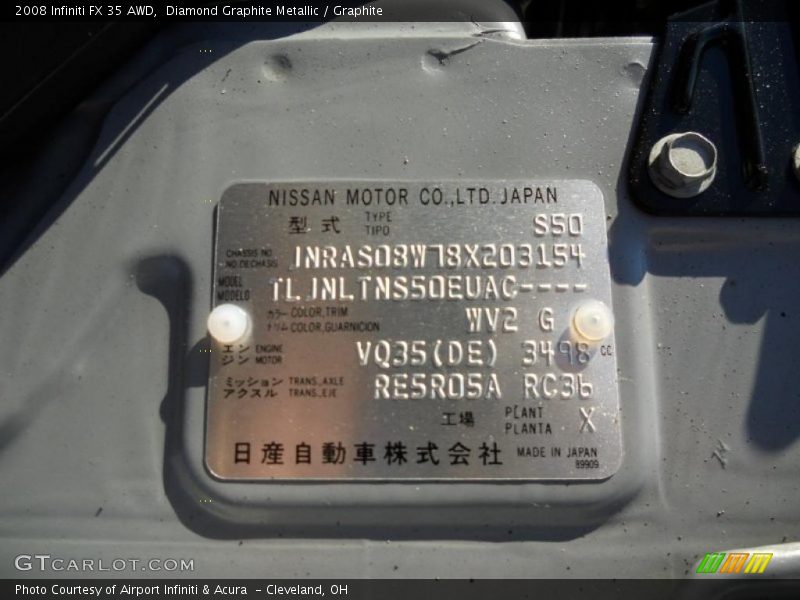 2008 Infiniti FX 35 AWD,  Diamond Graphite Metallic / Graphite
NISSAN MOTOR CO.,LTD. JAPAN
型式 TYPE TIPO S50
CHASSIS NO. NO.DECHASIS JNRAS08W78X203154
MODEL MODELO TLJNLTNS50EUAC----
カラー COLOR,TRIM
トリム COLOR,GUARNICION WV2 G
エンジン ENGINE MOTOR VQ35(DE) 3498 CC
ミッション TRANS.,AXLE
アクスル TRANS.,EJE RE5R05A RC36
工場 PLANT PLANTA X
日産自動車株式会社 MADE IN JAPAN
89909
GTCARLOT.COM
Photo Courtesy of Airport Infiniti & Acura  - Cleveland, OH